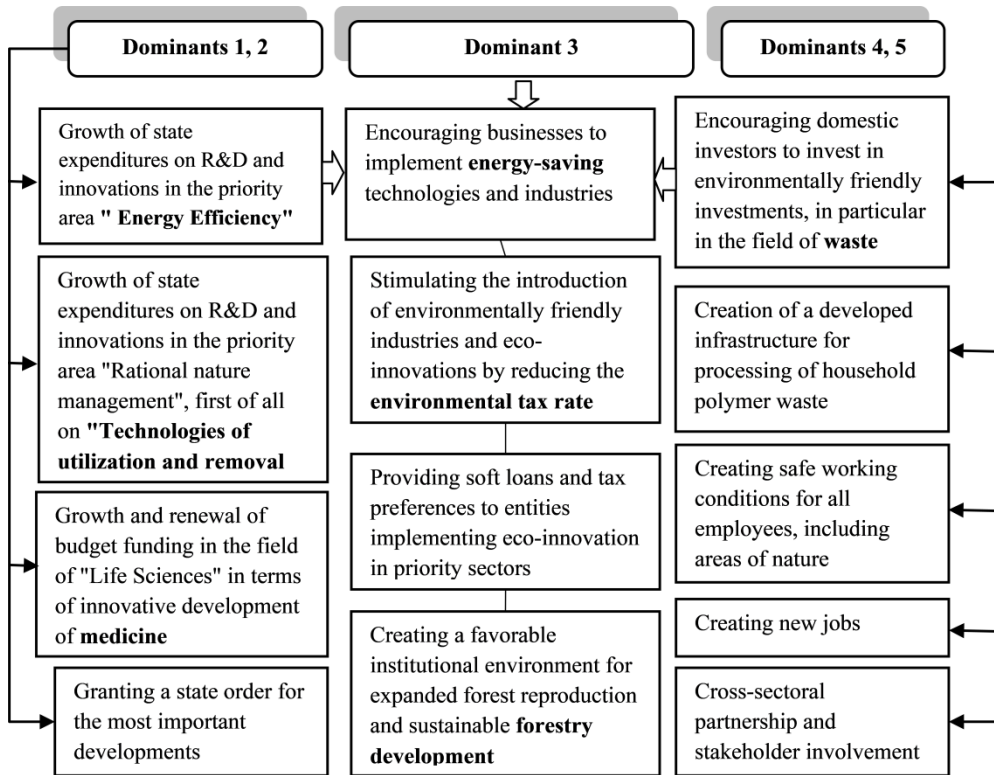 Dominants 1, 2
Growth of state
expenditures on R&D and
innovations in the priority
area " Energy Efficiency"
Growth of state
expenditures on R&D and
innovations in the priority
area "Rational nature
management", first of all
on "Technologies of
utilization and removal
Growth and renewal of
budget funding in the field
of "Life Sciences" in terms
of innovative development
of medicine
Granting a state order for
the most important
developments
Dominant 3
Encouraging businesses to
implement energy-saving
technologies and industries
Stimulating the introduction
of environmentally friendly
industries and eco-
innovations by reducing the
environmental tax rate
Providing soft loans and tax
preferences to entities
implementing eco-innovation
in priority sectors
Creating a favorable
institutional environment for
expanded forest reproduction
and sustainable forestry
development
Dominants 4, 5
Encouraging domestic
investors to invest in
environmentally friendly
investments, in particular
in the field of waste
Creation of a developed
infrastructure for
processing of household
polymer waste
Creating safe working
conditions for all
employees, including
areas of nature
Creating new jobs
Cross-sectoral
partnership and
stakeholder involvement